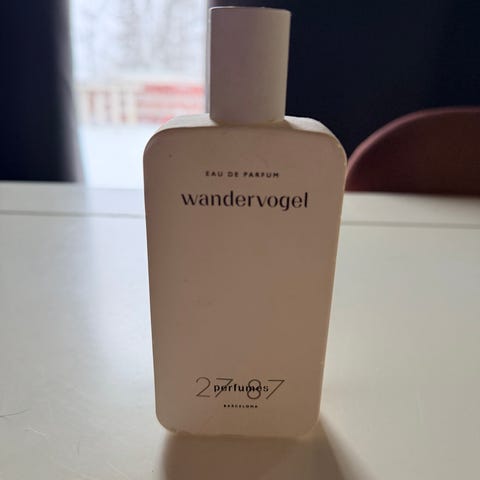 EAU DE PARFUM
wandervogel
27 perfumes 87
BARCELONA